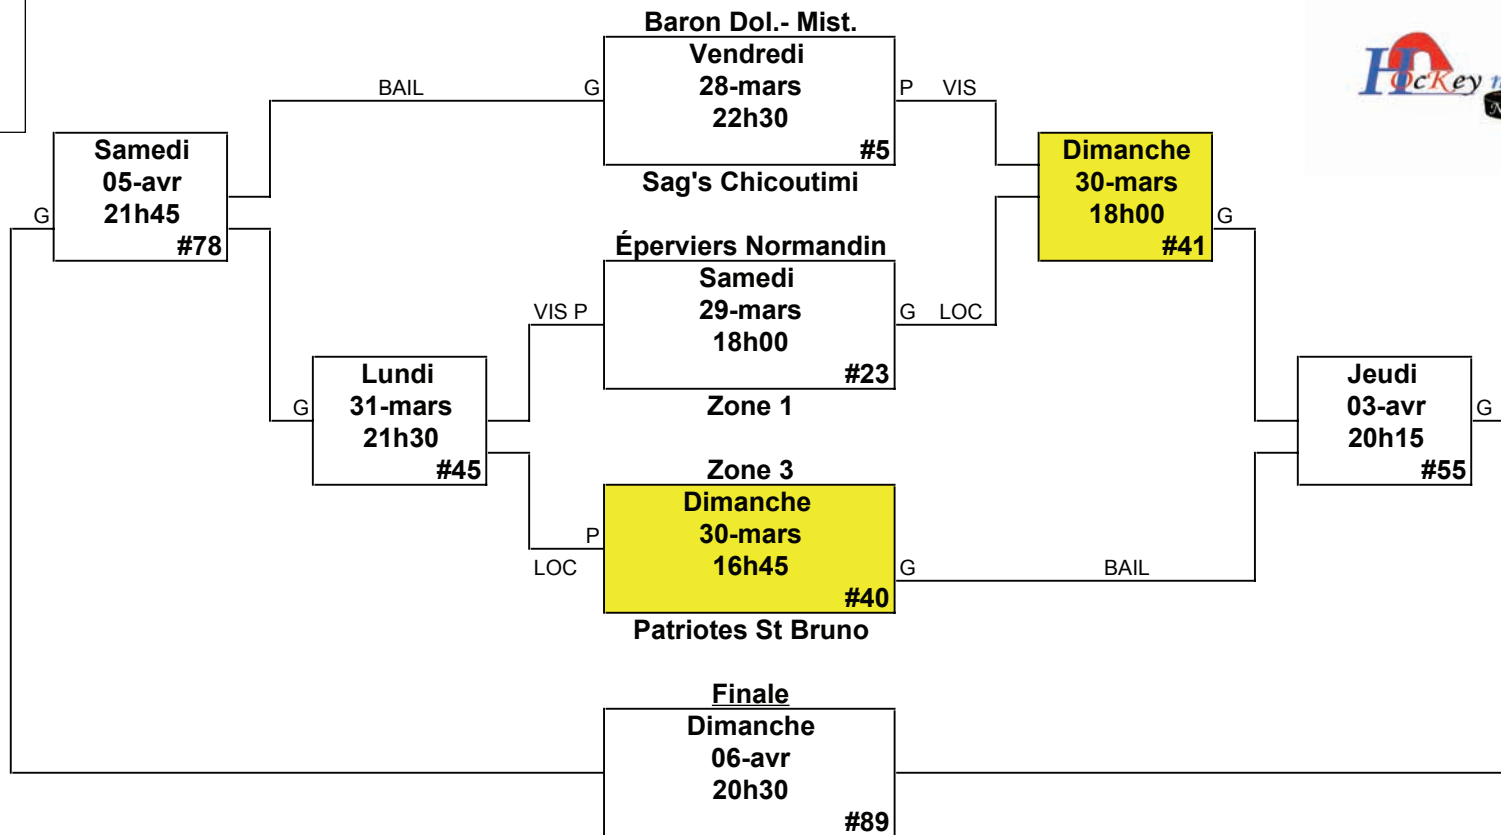 Baron Dol.- Mist.
Vendredi
28-mars
22h30
#5
Sag's Chicoutimi
BAIL
G
P VIS
HocKey
Samedi
05-avr
21h45
#78
G
Dimanche
30-mars
18h00
#41
G
Éperviers Normandin
Samedi
29-mars
18h00
#23
Zone 1
VIS P
G LOC
Lundi
31-mars
21h30
#45
G
Jeudi
03-avr
20h15
#55
G
Zone 3
Dimanche
30-mars
16h45
#40
Patriotes St Bruno
P
LOC
G
BAIL
Finale
Dimanche
06-avr
20h30
#89